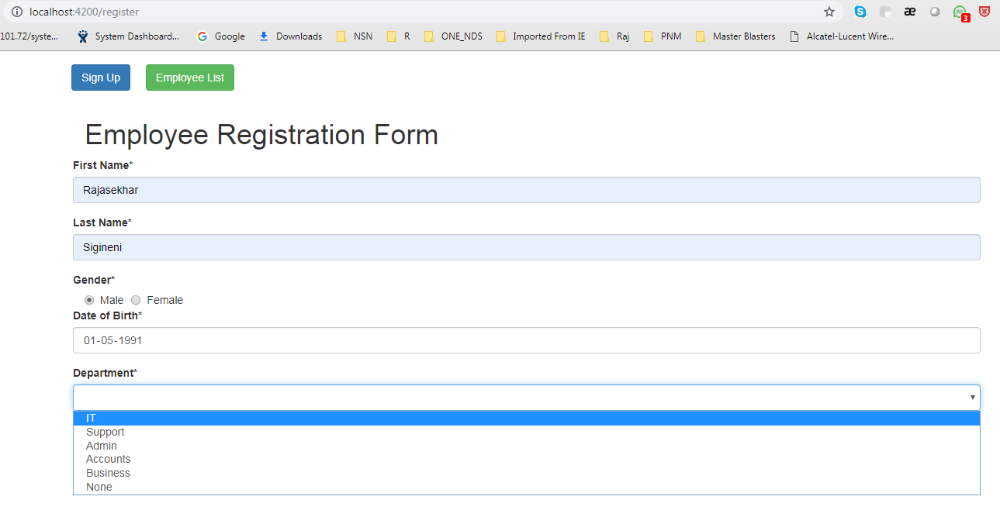 localhost:4200/register
3
101.72/syste... System Dashboard... Google Downloads NSN R ONE_NDS Imported From IE Raj PNM Master Blasters Alcatel-Lucent Wire...
Sign Up Employee List
Employee Registration Form
First Name*
Rajasekhar
Last Name*
Sigineni
Gender*
Male Female
Date of Birth*
01-05-1991
Department*
IT
Support
Admin
Accounts
Business
None